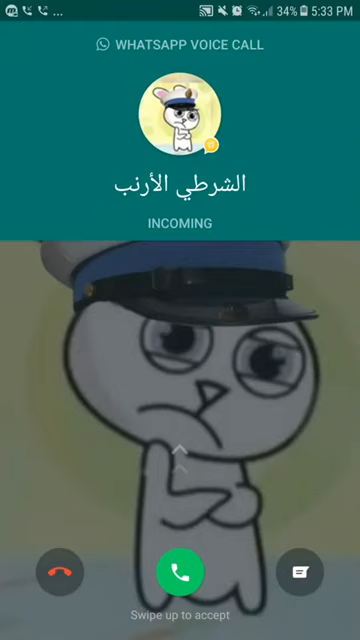 ... 34% 5:33 PM
WHATSAPP VOICE CALL
الشرطي الأرنب
INCOMING
Swipe up to accept